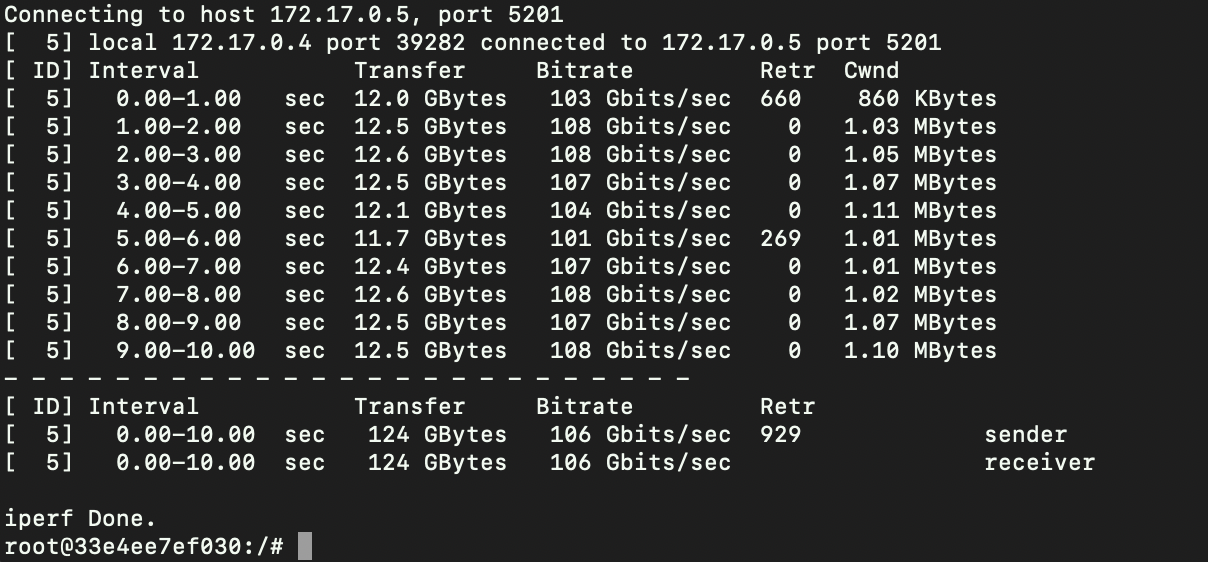 Connecting to host 172.17.0.5, port 5201
[  5] local 172.17.0.4 port 39282 connected to 172.17.0.5 port 5201
[ ID] Interval           Transfer     Bitrate         Retr  Cwnd
[  5]   0.00-1.00   sec  12.0 GBytes   103 Gbits/sec  660    860 KBytes
[  5]   1.00-2.00   sec  12.5 GBytes   108 Gbits/sec    0   1.03 MBytes
[  5]   2.00-3.00   sec  12.6 GBytes   108 Gbits/sec    0   1.05 MBytes
[  5]   3.00-4.00   sec  12.5 GBytes   107 Gbits/sec    0   1.07 MBytes
[  5]   4.00-5.00   sec  12.1 GBytes   104 Gbits/sec    0   1.11 MBytes
[  5]   5.00-6.00   sec  11.7 GBytes   101 Gbits/sec  269   1.01 MBytes
[  5]   6.00-7.00   sec  12.4 GBytes   107 Gbits/sec    0   1.01 MBytes
[  5]   7.00-8.00   sec  12.6 GBytes   108 Gbits/sec    0   1.02 MBytes
[  5]   8.00-9.00   sec  12.5 GBytes   107 Gbits/sec    0   1.07 MBytes
[  5]   9.00-10.00  sec  12.5 GBytes   108 Gbits/sec    0   1.10 MBytes
- - - - - - - - - - - - - - - - - - - - - - - - -
[ ID] Interval           Transfer     Bitrate         Retr
[  5]   0.00-10.00  sec   124 GBytes   106 Gbits/sec  929             sender
[  5]   0.00-10.00  sec   124 GBytes   106 Gbits/sec                  receiver

iperf Done.
root@33e4ee7ef030:/#